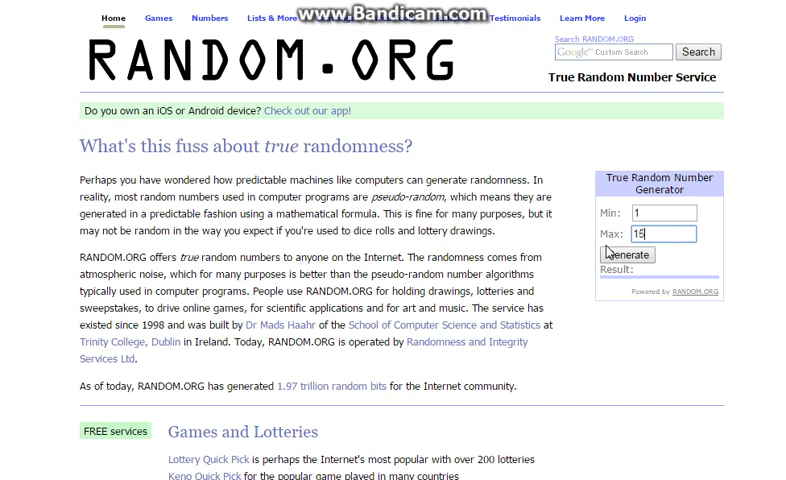 www.Bandicam.com
Home Games Numbers Lists & More Testimonials Learn More Login
Search RANDOM.ORG
RANDOM.ORG
Google™ Custom Search Search
True Random Number Service
Do you own an iOS or Android device? Check out our app!
What's this fuss about true randomness?
Perhaps you have wondered how predictable machines like computers can generate randomness. In
reality, most random numbers used in computer programs are pseudo-random, which means they are
generated in a predictable fashion using a mathematical formula. This is fine for many purposes, but it
may not be random in the way you expect if you're used to dice rolls and lottery drawings.
RANDOM.ORG offers true random numbers to anyone on the Internet. The randomness comes from
atmospheric noise, which for many purposes is better than the pseudo-random number algorithms
typically used in computer programs. People use RANDOM.ORG for holding drawings, lotteries and
sweepstakes, to drive online games, for scientific applications and for art and music. The service has
existed since 1998 and was built by Dr Mads Haahr of the School of Computer Science and Statistics at
Trinity College, Dublin in Ireland. Today, RANDOM.ORG is operated by Randomness and Integrity
Services Ltd.
As of today, RANDOM.ORG has generated 1.97 trillion random bits for the Internet community.
True Random Number
Generator
Min: 1
Max: 15
Generate
Result:
Powered by RANDOM.ORG
FREE services
Games and Lotteries
Lottery Quick Pick is perhaps the Internet's most popular with over 200 lotteries
Keno Quick Pick for the popular game played in many countries